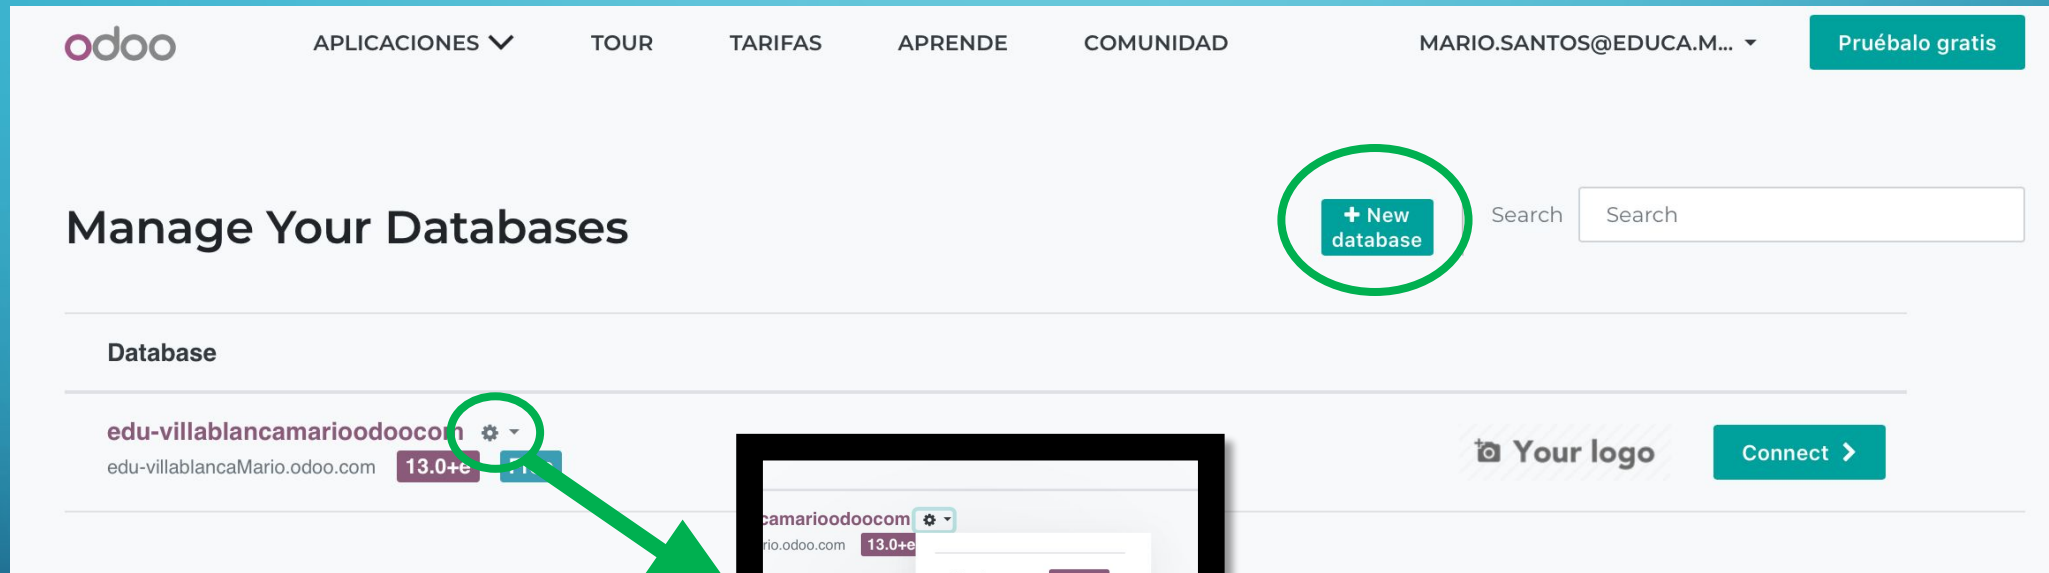 odoo APLICACIONES TOUR TARIFAS APRENDE COMUNIDAD MARIO.SANTOS@EDUCA.M... Pruébalo gratis
Manage Your Databases
+ New
database
Search Search
Database
edu-villablancamarioodoocom
edu-villablancaMario.odoo.com 13.0+e
Your logo Connect
camarioodoocom
rio.odoo.com 13.0+e